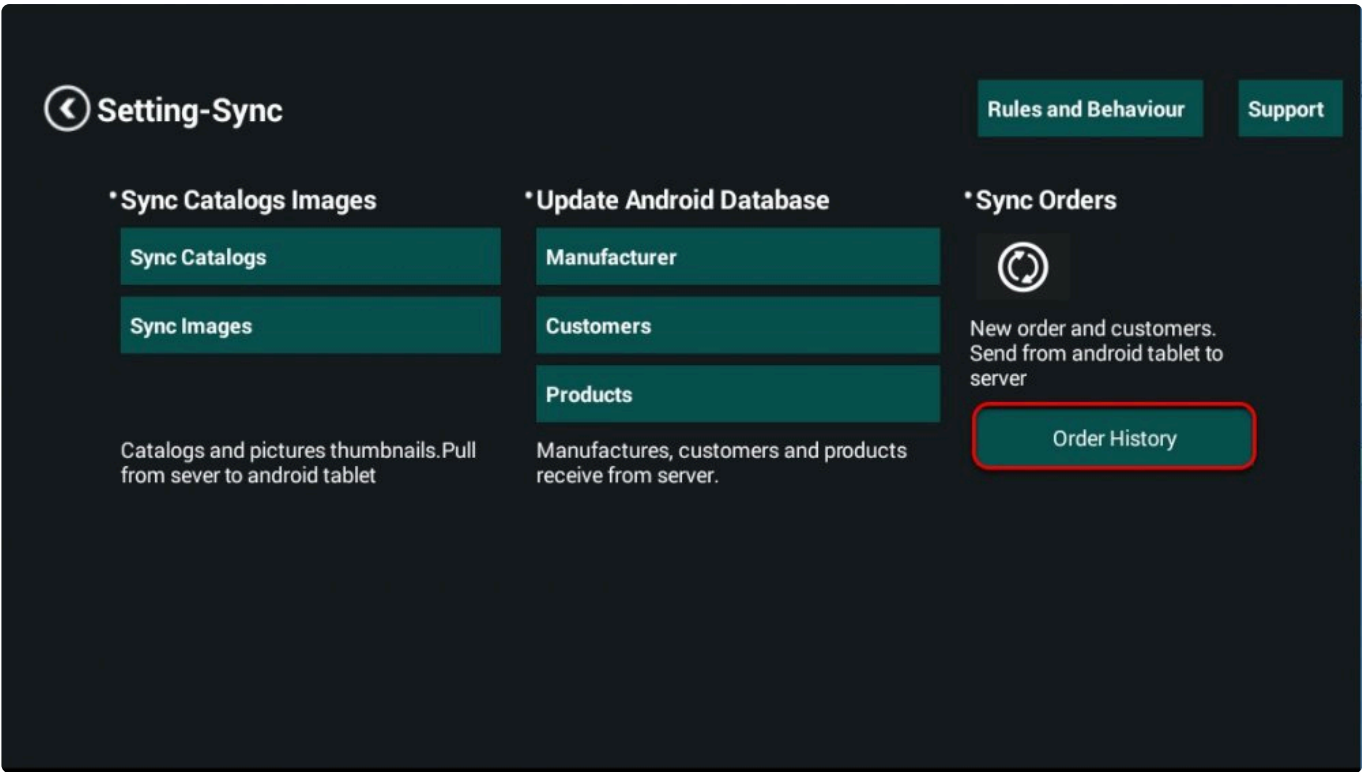 Setting-Sync
Rules and Behaviour
Support
Sync Catalogs Images
Sync Catalogs
Sync Images
Catalogs and pictures thumbnails.Pull
from sever to android tablet
Update Android Database
Manufacturer
Customers
Products
Manufactures, customers and products
receive from server.
Sync Orders
New order and customers.
Send from android tablet to
server
Order History